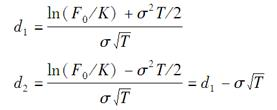 d₁ = (ln(F₀/K) + σ²T/2) / (σ√T)
d₂ = (ln(F₀/K) − σ²T/2) / (σ√T) = d₁ − σ√T